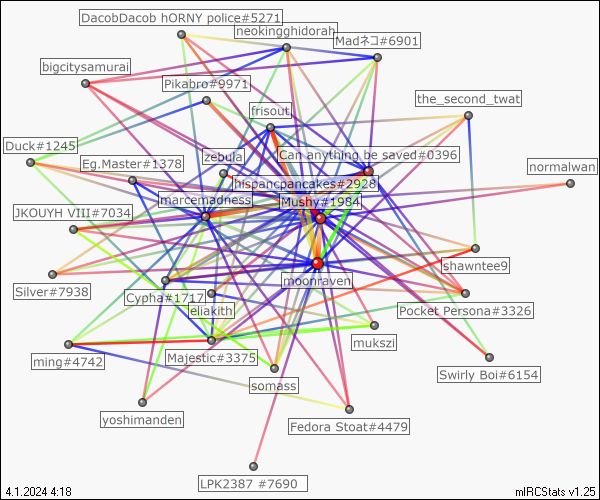 DacobDacob hORNY police#5271
neokingghidorah
Madネコ#6901
bigcitysamurai
Pikabro#9971
the_second_twat
frisout
Duck#1245
zebula
Can anything be saved#0396
Eg.Master#1378
normalwan
hispancpancakes#2928
marcemadness
Mushy#1984
JKOUYH VIII#7034
shawntee9
moonraven
Silver#7938
Cypha#1717
eliakith
Pocket Persona#3326
mukszi
Majestic#3375
ming#4742
Swirly Boi#6154
somass
yoshimanden
Fedora Stoat#4479
LPK2387 #7690
4.1.2024 4:18
mIRCStats v1.25